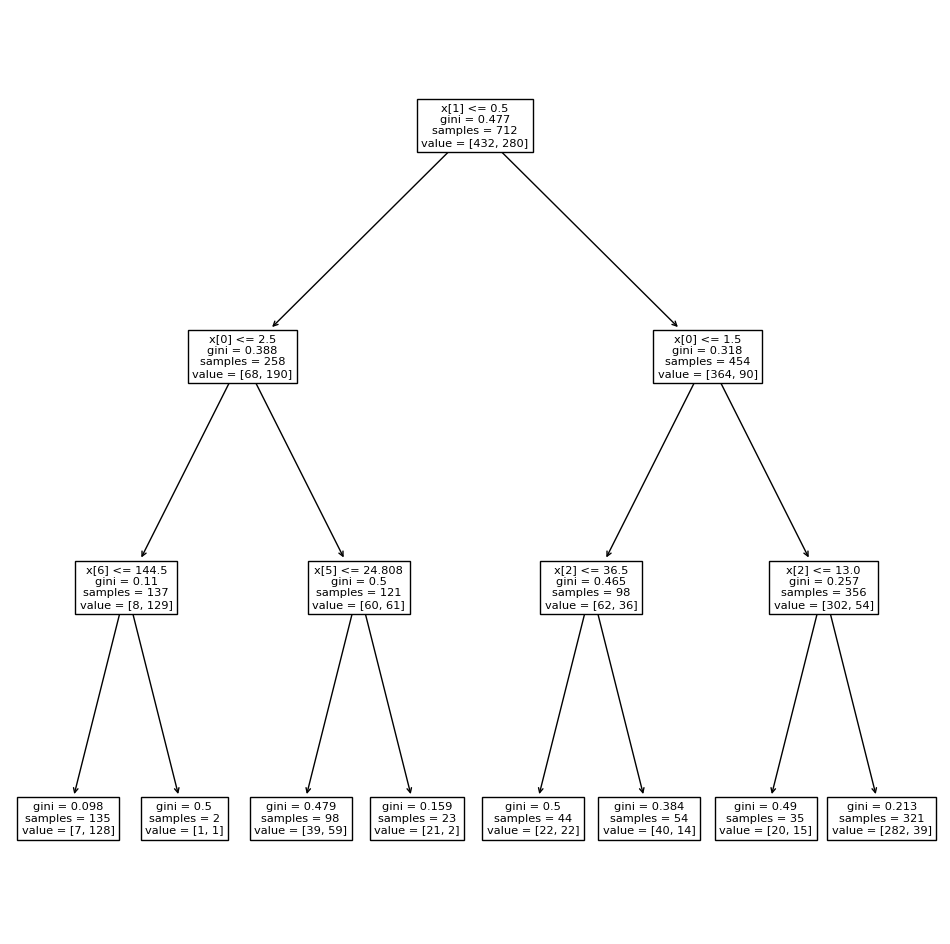 x[1] <= 0.5
gini = 0.477
samples = 712
value = [432, 280]
x[0] <= 2.5
gini = 0.388
samples = 258
value = [68, 190]
x[0] <= 1.5
gini = 0.318
samples = 454
value = [364, 90]
x[6] <= 144.5
gini = 0.11
samples = 137
value = [8, 129]
x[5] <= 24.808
gini = 0.5
samples = 121
value = [60, 61]
x[2] <= 36.5
gini = 0.465
samples = 98
value = [62, 36]
x[2] <= 13.0
gini = 0.257
samples = 356
value = [302, 54]
gini = 0.098
samples = 135
value = [7, 128]
gini = 0.5
samples = 2
value = [1, 1]
gini = 0.479
samples = 98
value = [39, 59]
gini = 0.159
samples = 23
value = [21, 2]
gini = 0.5
samples = 44
value = [22, 22]
gini = 0.384
samples = 54
value = [40, 14]
gini = 0.49
samples = 35
value = [20, 15]
gini = 0.213
samples = 321
value = [282, 39]